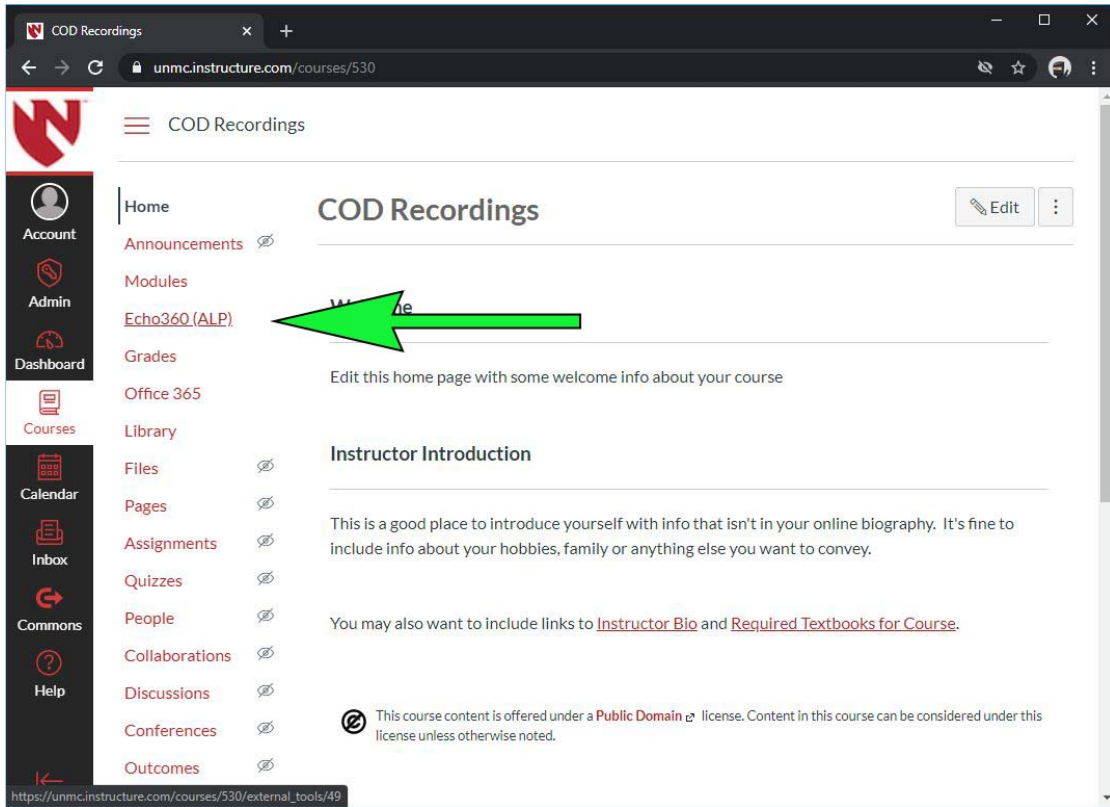 COD Recordings
unmc.instructure.com/courses/530
N
COD Recordings
Account
Admin
Dashboard
Courses
Calendar
Inbox
Commons
Help
Home
Announcements
Modules
Echo360 (ALP)
Grades
Office 365
Library
Files
Pages
Assignments
Quizzes
People
Collaborations
Discussions
Conferences
Outcomes
COD Recordings
Edit
Edit this home page with some welcome info about your course
Instructor Introduction
This is a good place to introduce yourself with info that isn't in your online biography. It's fine to
include info about your hobbies, family or anything else you want to convey.
You may also want to include links to Instructor Bio and Required Textbooks for Course.
This course content is offered under a Public Domain license. Content in this course can be considered under this
license unless otherwise noted.
https://unmc.instructure.com/courses/530/external_tools/49